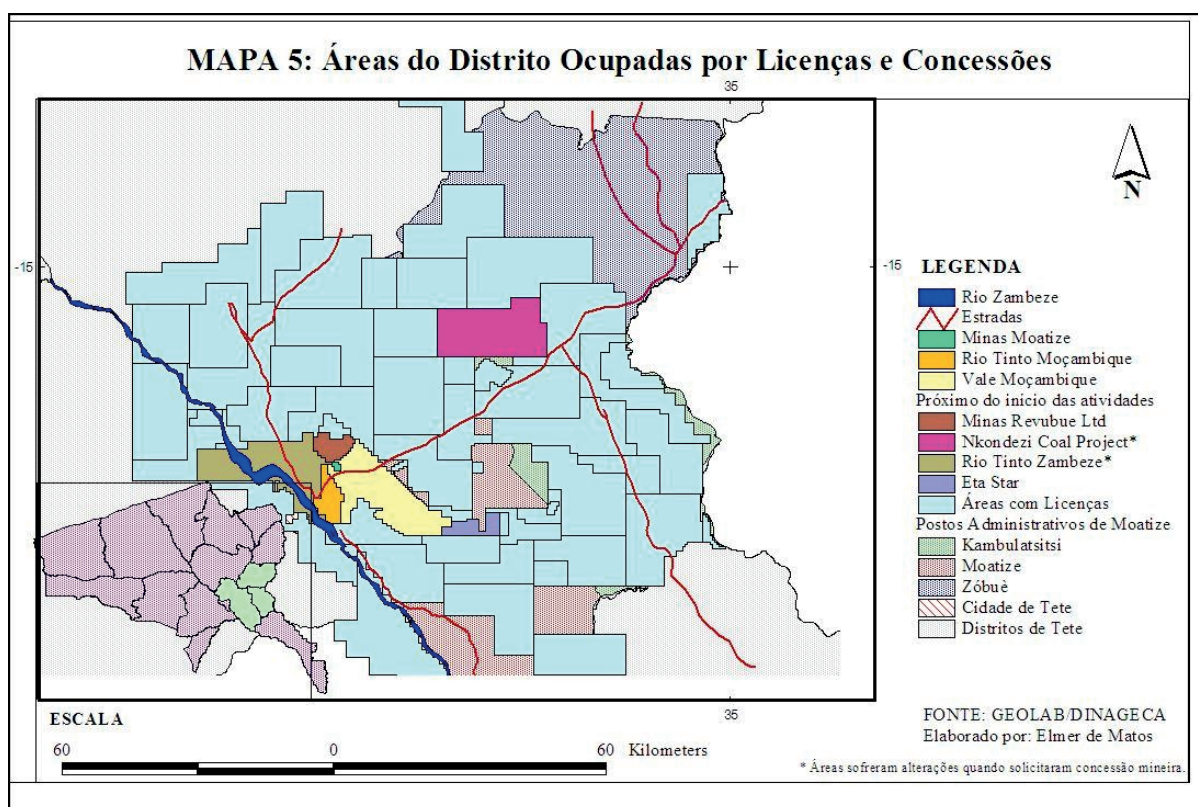 MAPA 5: Áreas do Distrito Ocupadas por Licenças e Concessões
35
-15
-15
N
LEGENDA
Rio Zambeze
Estradas
Minas Moatize
Rio Tinto Moçambique
Vale Moçambique
Próximo do inicio das atividades
Minas Revubue Ltd
Nkondezi Coal Project*
Rio Tinto Zambeze*
Eta Star
Áreas com Licenças
Postos Administrativos de Moatize
Kambulatsitsi
Moatize
Zóbuè
Cidade de Tete
Distritos de Tete
35
ESCALA
60 0 60 Kilometers
FONTE: GEOLAB/DINAGECA
Elaborado por: Elmer de Matos
* Áreas sofreram alterações quando solicitaram concessão mineira.